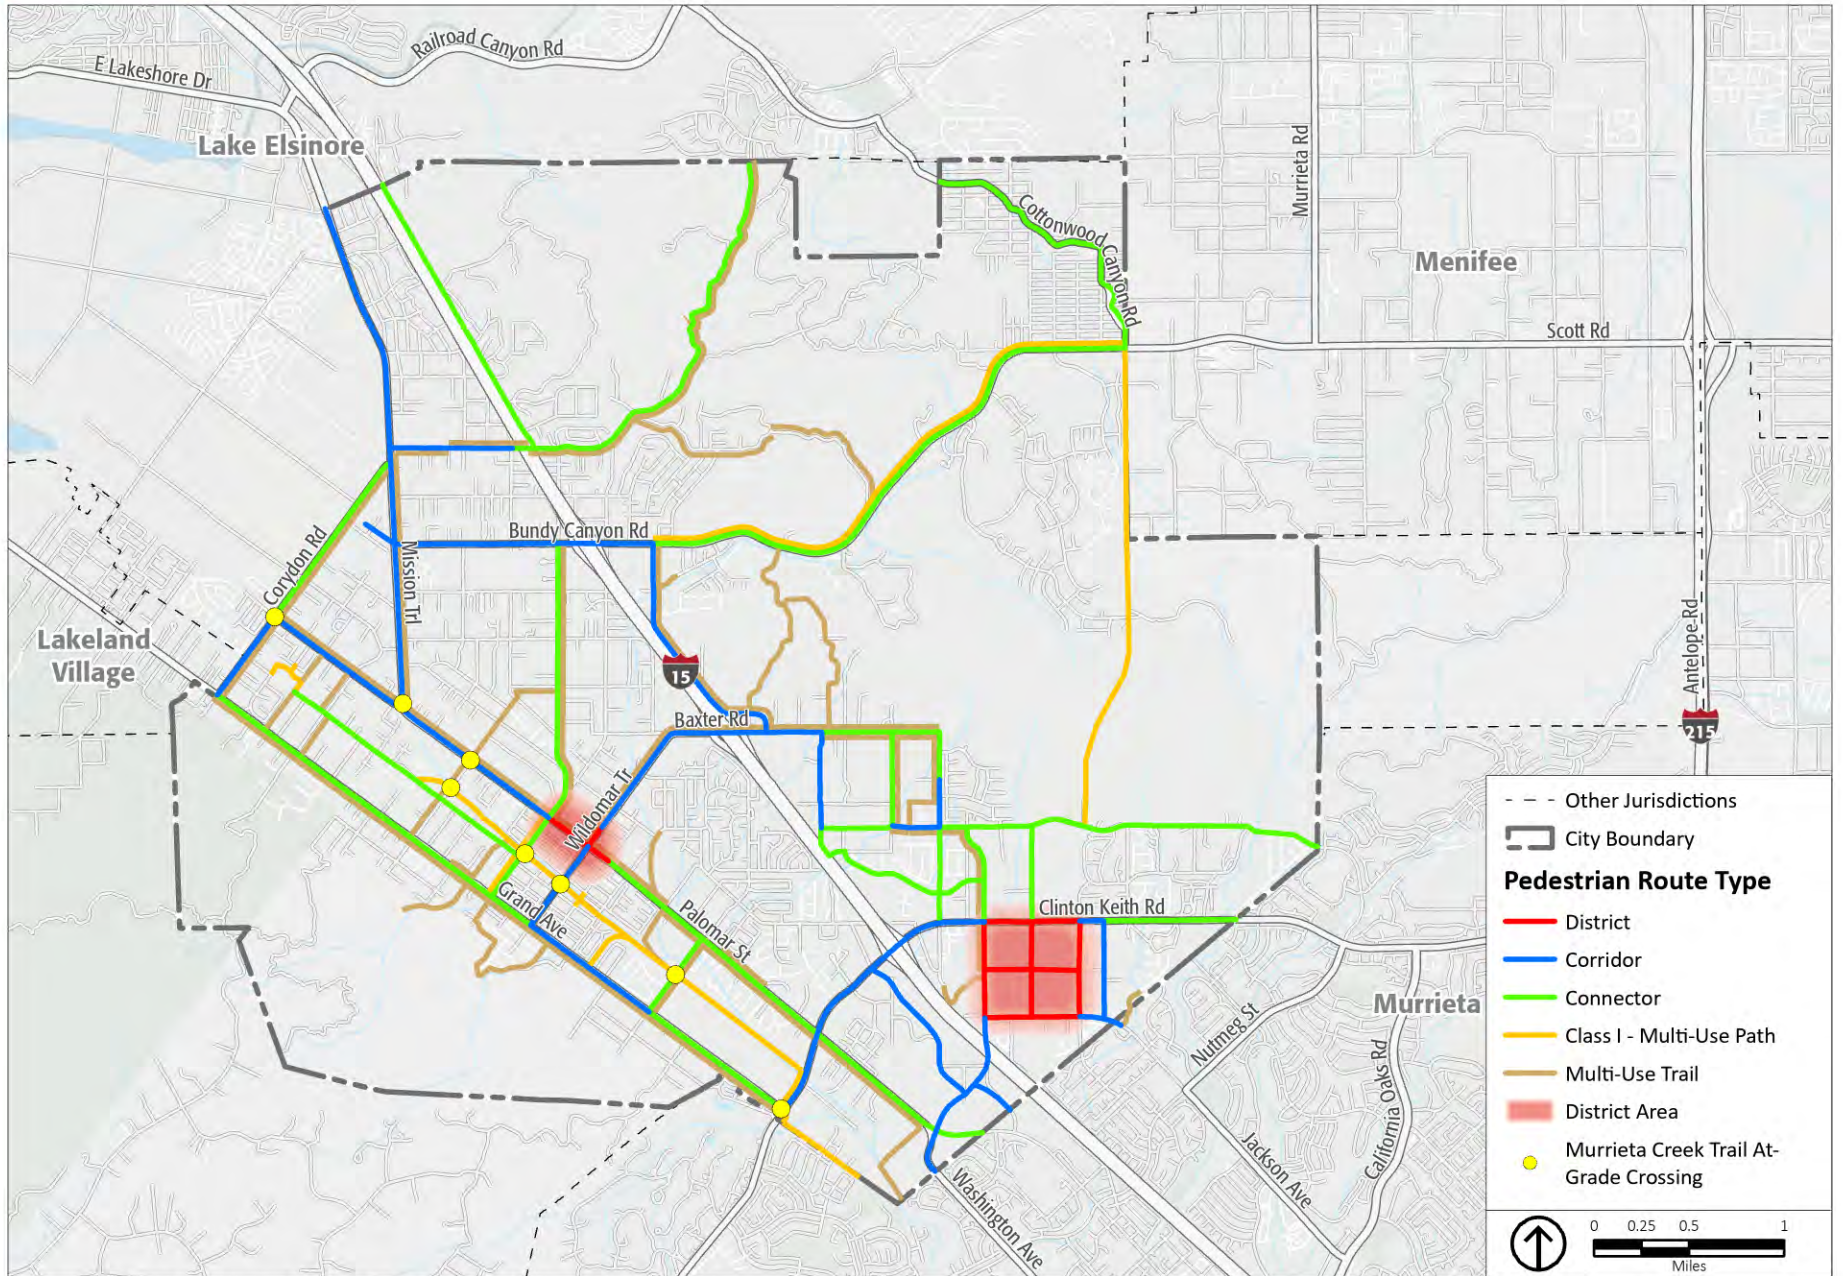 Railroad Canyon Rd
E Lakeshore Dr
Lake Elsinore
Murrieta Rd
Cottonwood
Canyon Rd
Menifee
Scott Rd
Bundy Canyon Rd
Corydon Rd
Mission Trl
Lakeland
Village
15
Antelope Rd
215
Baxter Rd
Wildomar Tr
Grand Ave
Palomar St
Clinton Keith Rd
Murrieta
Nutmeg St
California Oaks Rd
Jackson Ave
Washington Ave
Other Jurisdictions
City Boundary
Pedestrian Route Type
District
Corridor
Connector
Class I - Multi-Use Path
Multi-Use Trail
District Area
Murrieta Creek Trail At-
Grade Crossing
0 0.25 0.5 1
Miles